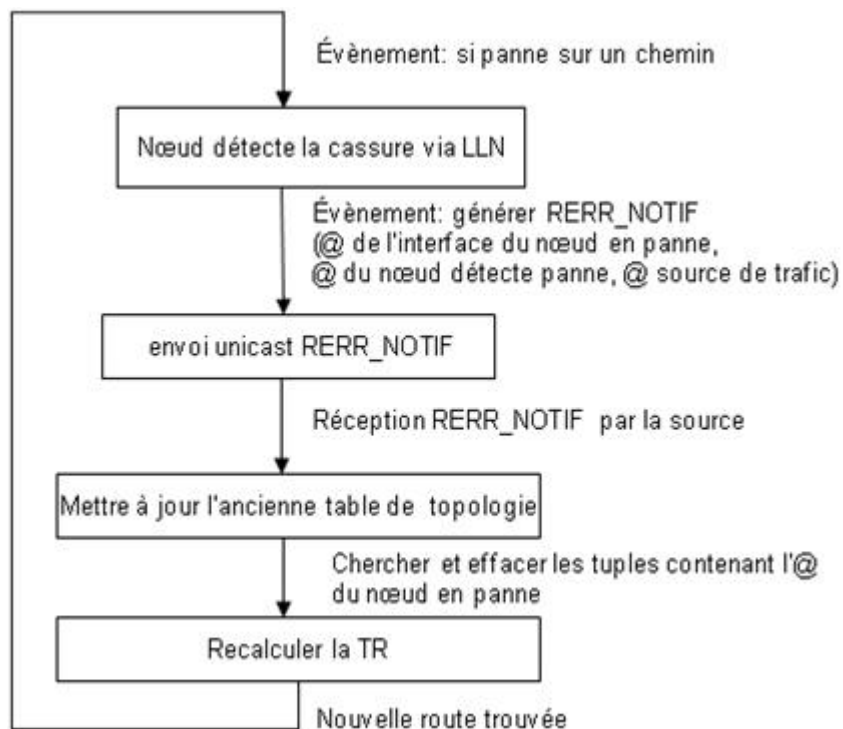 Évènement: si panne sur un chemin
Nœud détecte la cassure via LLN
Évènement: générer RERR_NOTIF
(@ de l'interface du nœud en panne,
@ du nœud détecte panne, @ source de trafic)
envoi unicast RERR_NOTIF
Réception RERR_NOTIF par la source
Mettre à jour l'ancienne table de topologie
Chercher et effacer les tuples contenant l'@
du nœud en panne
Recalculer la TR
Nouvelle route trouvée